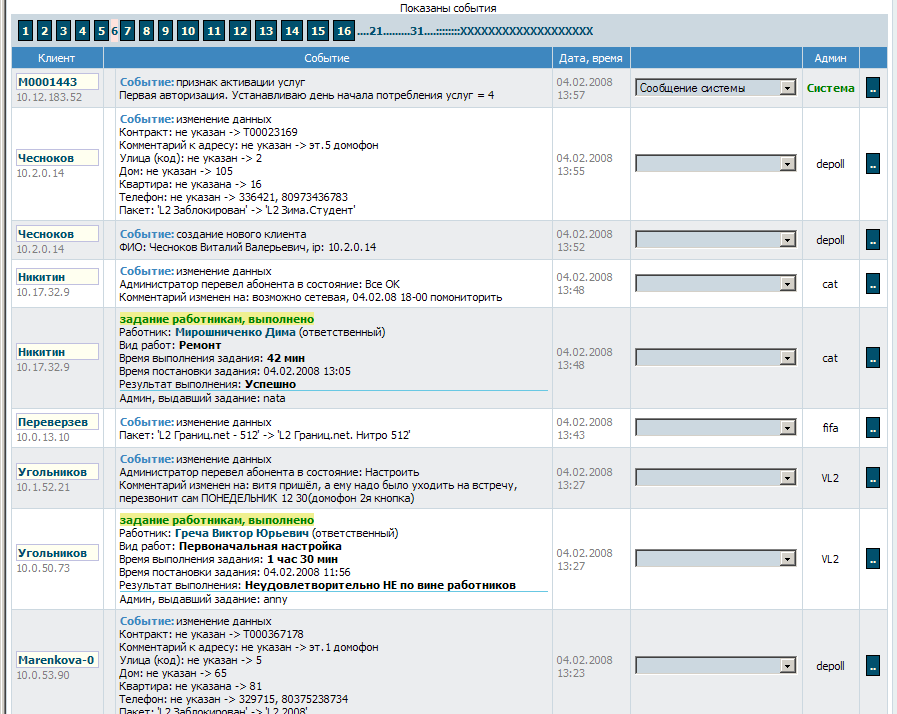 Показаны события
1 2 3 4 5 6 7 8 9 10 11 12 13 14 15 16 ....21.........31....::::::::XXXXXXXXXXXXXXXXXXX
Клиент Событие Дата, время Админ
M0001443
10.12.183.52
Событие: признак активации услуг
Первая авторизация. Устанавливаю день начала потребления услуг = 4
04.02.2008
13:57
Сообщение системы
Система
..
Чесноков
10.2.0.14
Событие: изменение данных
Контракт: не указан -> T00023169
Комментарий к адресу: не указан -> эт.5 домофон
Улица (код): не указан -> 2
Дом: не указан -> 105
Квартира: не указана -> 16
Телефон: не указан -> 336421, 80973436783
Пакет: 'L2 Заблокирован' -> 'L2 Зима.Студент'
04.02.2008
13:55
depoll
..
Чесноков
10.2.0.14
Событие: создание нового клиента
ФИО: Чесноков Виталий Валерьевич, ip: 10.2.0.14
04.02.2008
13:52
depoll
..
Никитин
10.17.32.9
Событие: изменение данных
Администратор перевел абонента в состояние: Все ОК
Комментарий изменен на: возможно сетевая, 04.02.08 18-00 помониторить
04.02.2008
13:48
cat
..
Никитин
10.17.32.9
задание работникам, выполнено
Работник: Мирошниченко Дима (ответственный)
Вид работ: Ремонт
Время выполнения задания: 42 мин
Время постановки задания: 04.02.2008 13:05
Результат выполнения: Успешно
Админ, выдавший задание: nata
04.02.2008
13:48
cat
..
Переверзев
10.0.13.10
Событие: изменение данных
Пакет: 'L2 Границ.net - 512' -> 'L2 Границ.net. Нитро 512'
04.02.2008
13:43
fifa
..
Угольников
10.1.52.21
Событие: изменение данных
Администратор перевел абонента в состояние: Настроить
Комментарий изменен на: витя пришёл, а ему надо было уходить на встречу,
перезвонит сам ПОНЕДЕЛЬНИК 12 30(домофон 2я кнопка)
04.02.2008
13:27
VL2
..
Угольников
10.0.50.73
задание работникам, выполнено
Работник: Греча Виктор Юрьевич (ответственный)
Вид работ: Первоначальная настройка
Время выполнения задания: 1 час 30 мин
Время постановки задания: 04.02.2008 11:56
Результат выполнения: Неудовлетворительно НЕ по вине работников
Админ, выдавший задание: anny
04.02.2008
13:27
VL2
..
Marenkova-0
10.0.53.90
Событие: изменение данных
Контракт: не указан -> T000367178
Комментарий к адресу: не указан -> эт.1 домофон
Улица (код): не указан -> 5
Дом: не указан -> 65
Квартира: не указана -> 81
Телефон: не указан -> 329715, 80375238734
Пакет: 'L2 Заблокирован' -> 'L2 2008'
04.02.2008
13:23
depoll
..